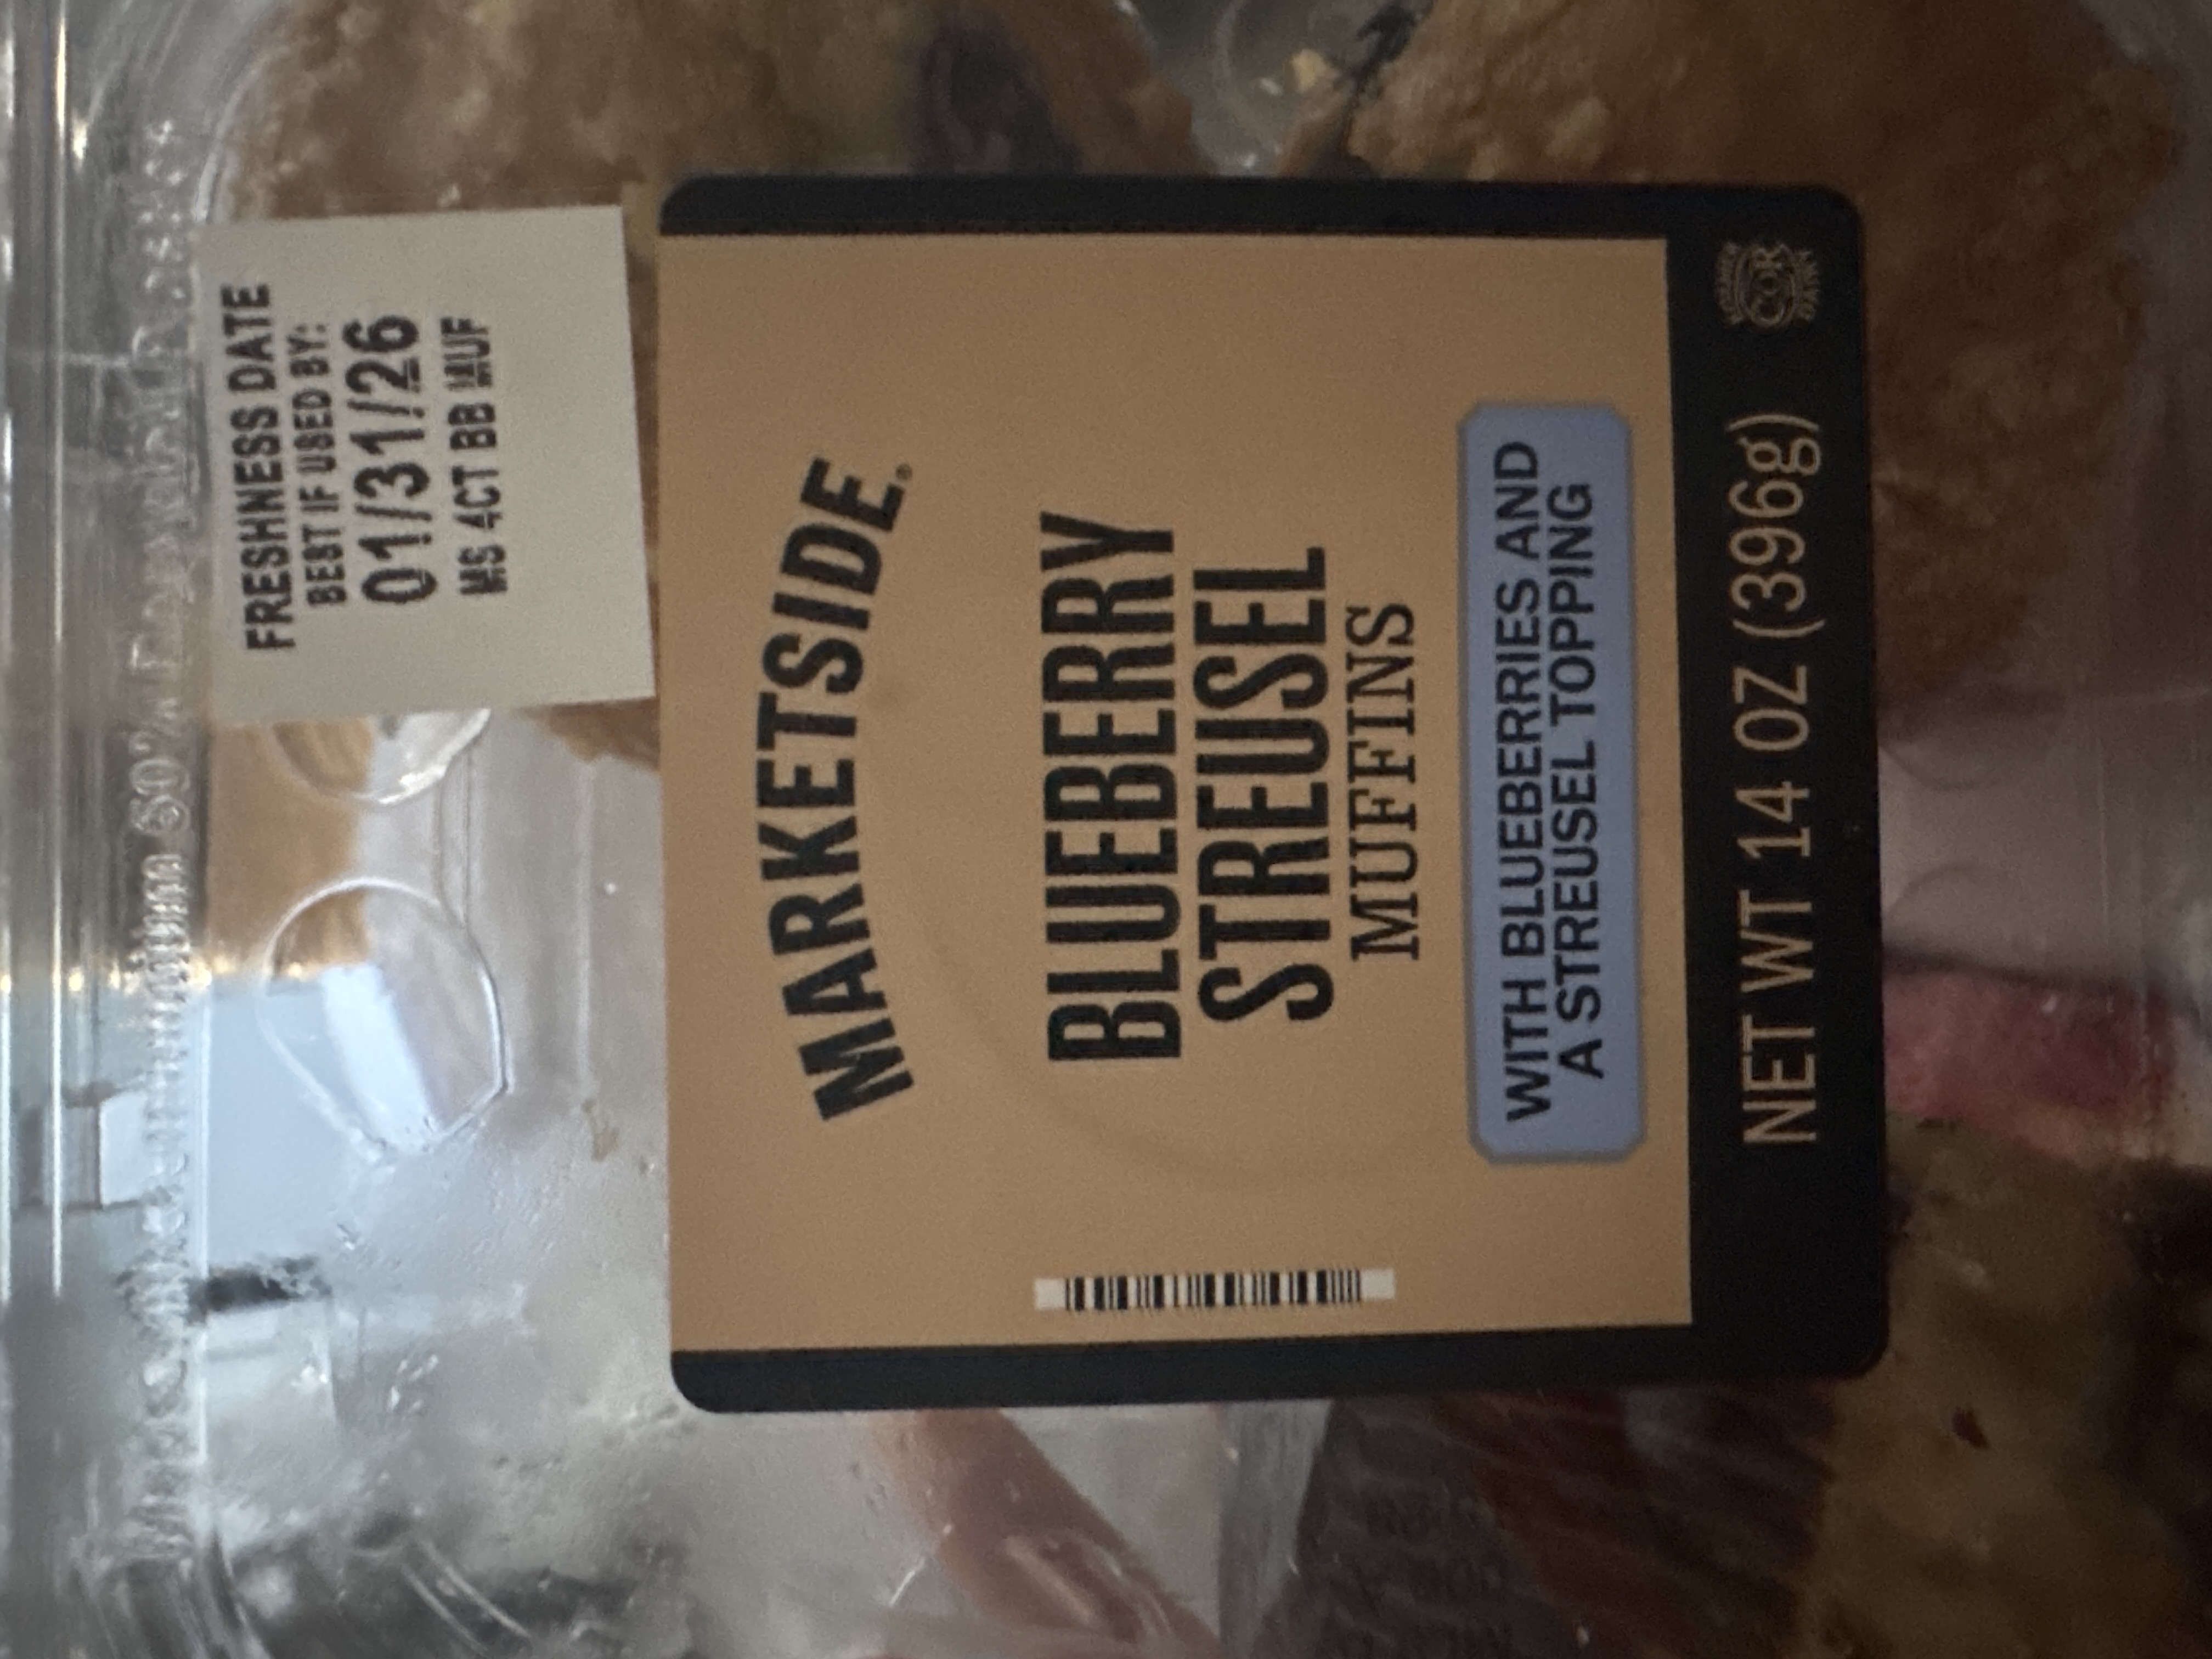 FRESHNESS DATE
BEST IF USED BY:
01/31/26
MS 4CT BB MUF
MARKETSIDE®
BLUEBERRY
STREUSEL
MUFFINS
WITH BLUEBERRIES AND
A STREUSEL TOPPING
NET WT 14 OZ (396g)
COR